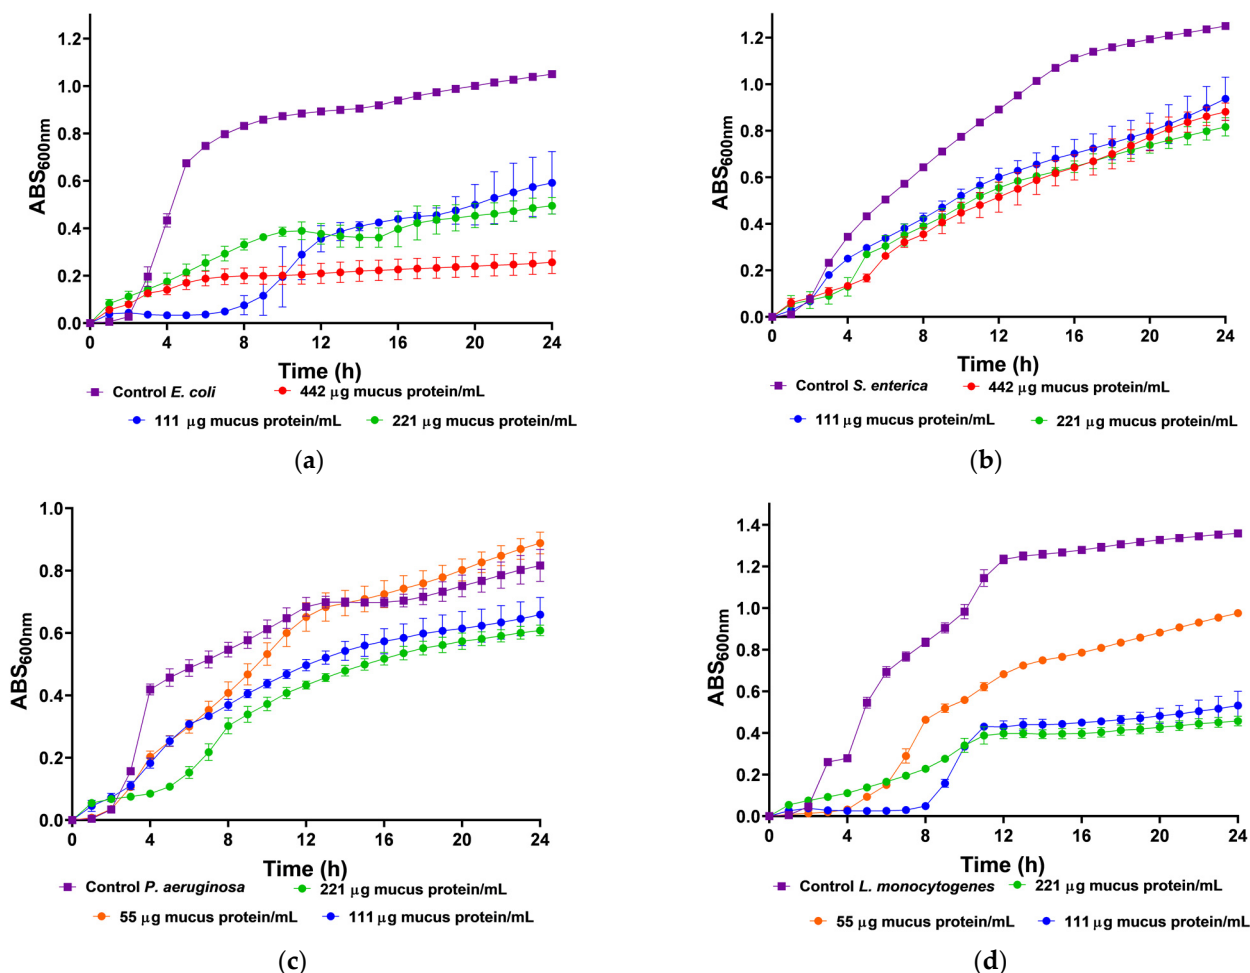 1.2
1.0
0.8
0.6
0.4
0.2
0.0
ABS600nm
0 4 8 12 16 20 24
Time (h)
Control E. coli 442 μg mucus protein/mL
111 μg mucus protein/mL 221 μg mucus protein/mL
(a)
1.2
1.0
0.8
0.6
0.4
0.2
0.0
ABS600nm
0 4 8 12 16 20 24
Time (h)
Control S. enterica 442 μg mucus protein/mL
111 μg mucus protein/mL 221 μg mucus protein/mL
(b)
1.0
0.8
0.6
0.4
0.2
0.0
ABS600nm
0 4 8 12 16 20 24
Time (h)
Control P. aeruginosa 221 μg mucus protein/mL
55 μg mucus protein/mL 111 μg mucus protein/mL
(c)
1.4
1.2
1.0
0.8
0.6
0.4
0.2
0.0
ABS600nm
0 4 8 12 16 20 24
Time (h)
Control L. monocytogenes 221 μg mucus protein/mL
55 μg mucus protein/mL 111 μg mucus protein/mL
(d)